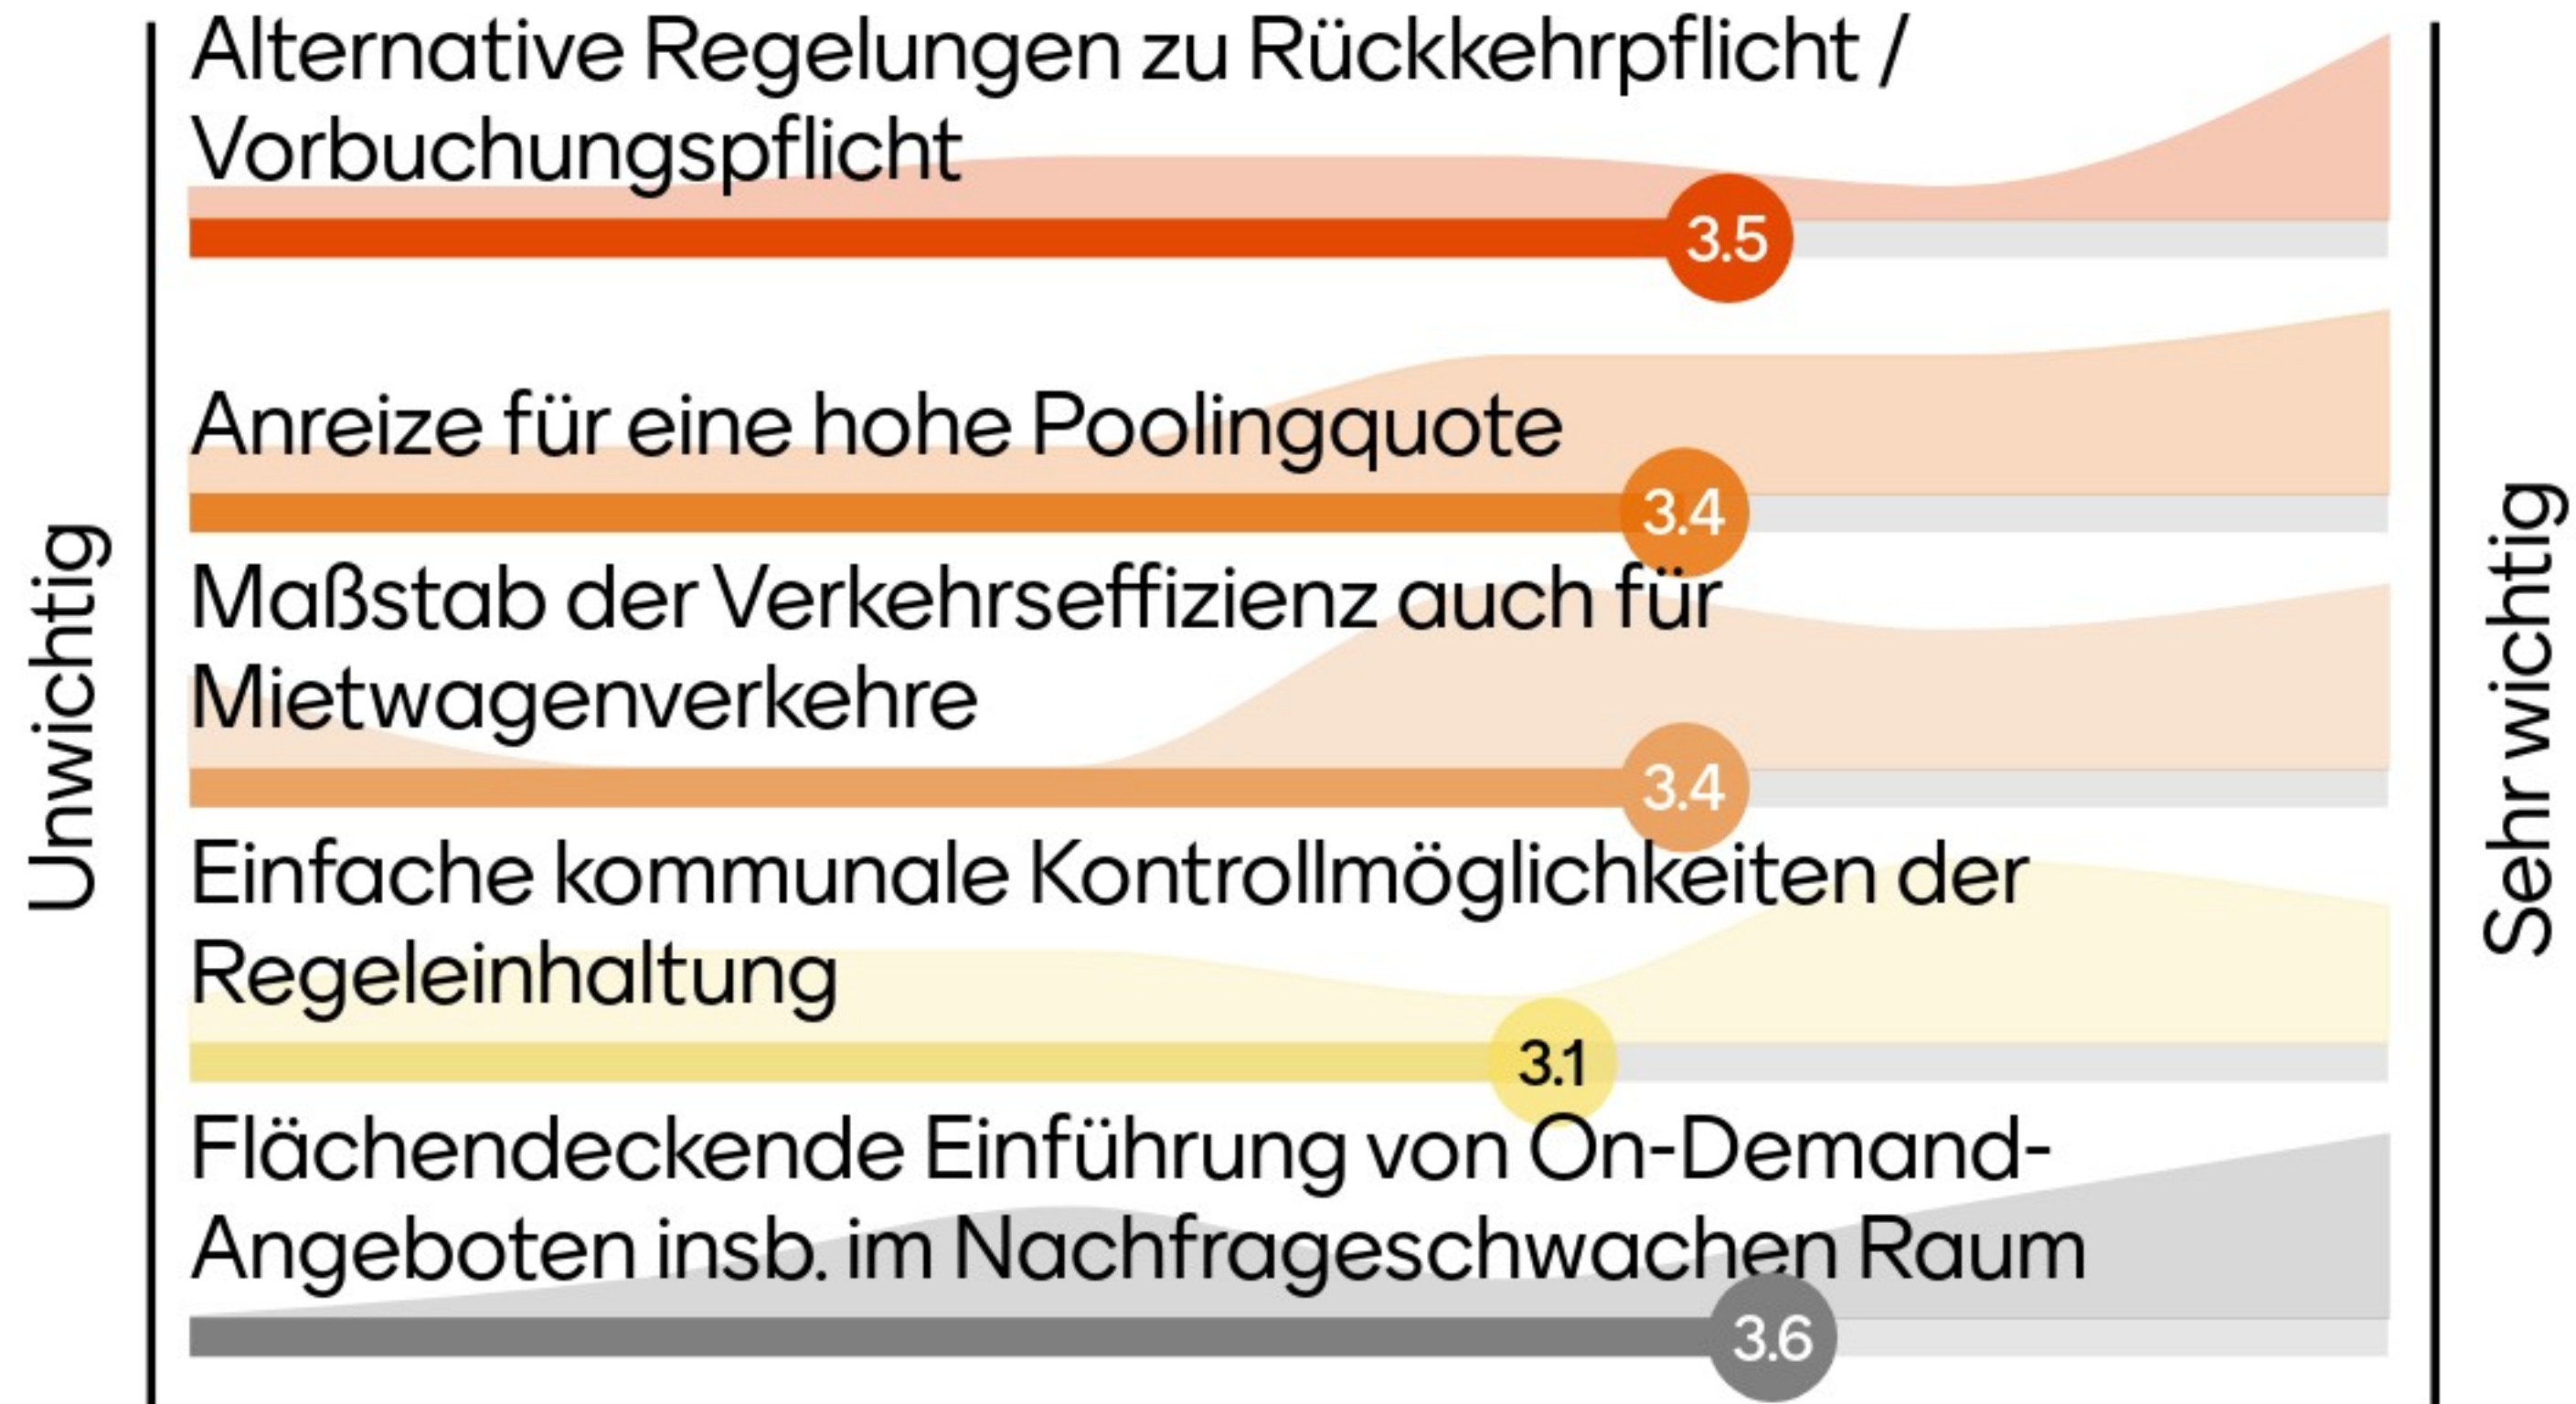 Alternative Regelungen zu Rückkehrpflicht /
Vorbuchungspflicht
3.5
Anreize für eine hohe Poolingquote
3.4
Maßstab der Verkehrseffizienz auch für
Mietwagenverkehre
3.4
Einfache kommunale Kontrollmöglichkeiten der
Regeleinhaltung
3.1
Flächendeckende Einführung von On-Demand-
Angeboten insb. im Nachfrageschwachen Raum
3.6
Unwichtig
Sehr wichtig